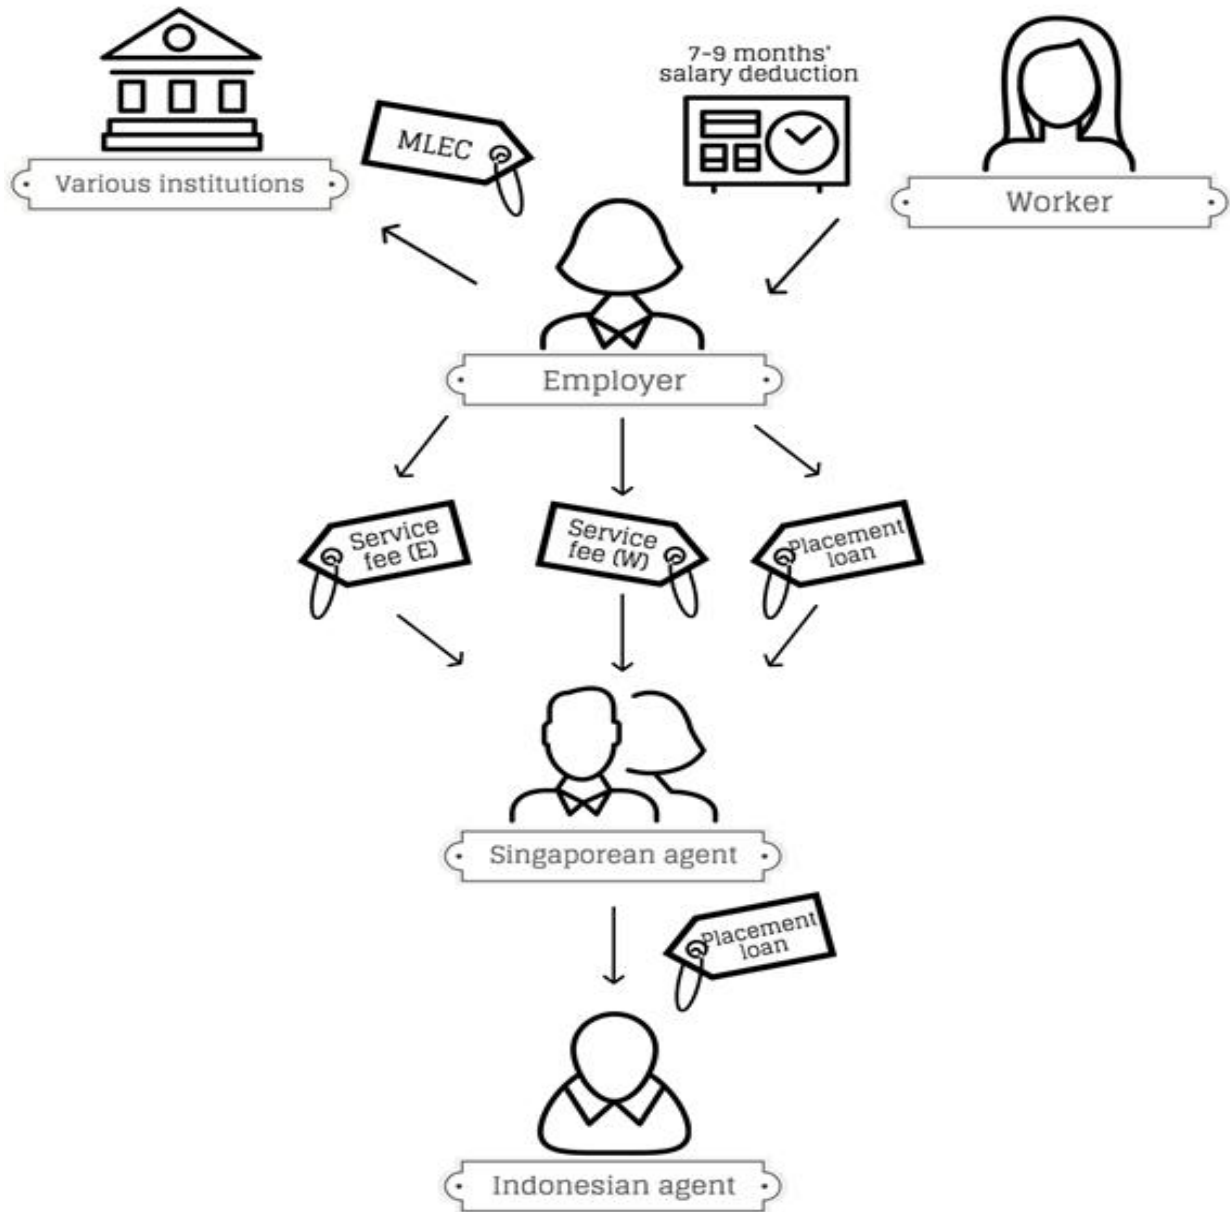 7-9 months'
salary deduction
MLEC
Various institutions
Worker
Employer
Service
fee (E)
Service
fee (W)
Placement
loan
Singaporean agent
Placement
loan
Indonesian agent